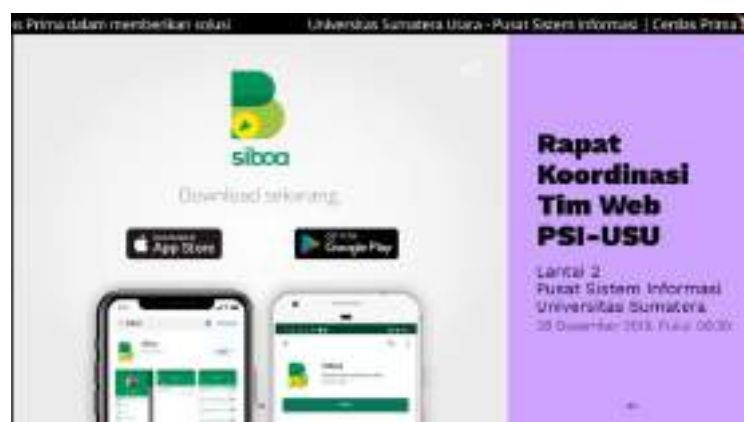 s Prima dalam memberikan solusi
Universitas Sumatera Utara - Pusat Sistem Informasi | Cerdas Prima
siboa
Download sekarang.
App Store
Google Play
Rapat
Koordinasi
Tim Web
PSI-USU
Lantai 2
Pusat Sistem Informasi
Universitas Sumatera